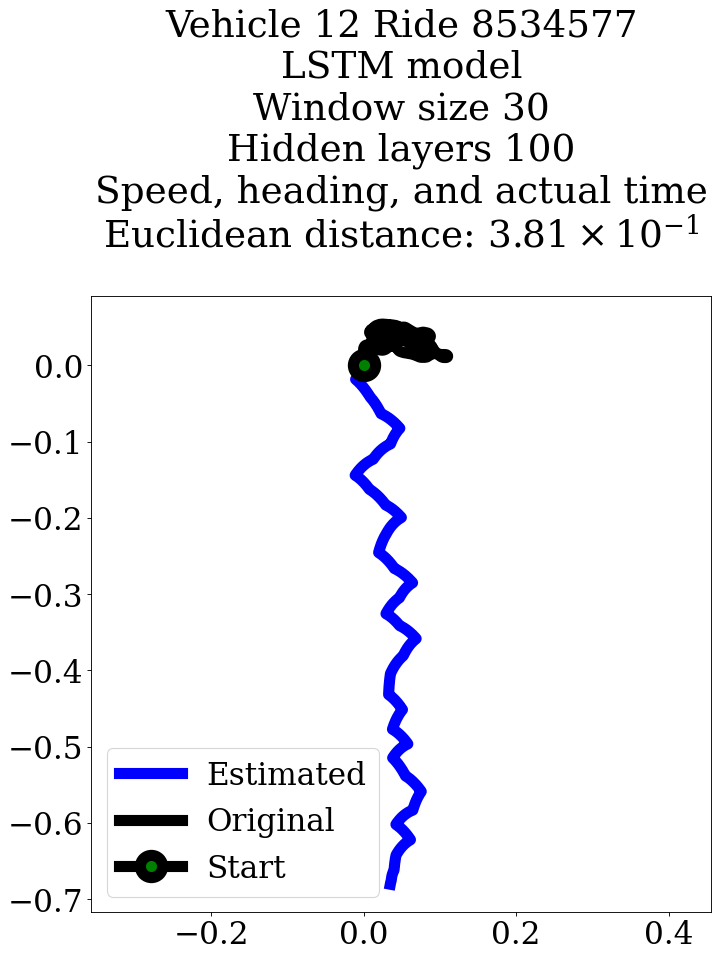 Vehicle 12 Ride 8534577
LSTM model
Window size 30
Hidden layers 100
Speed, heading, and actual time
Euclidean distance: 3.81 × 10⁻¹
0.0
−0.1
−0.2
−0.3
−0.4
−0.5
−0.6
−0.7
Estimated
Original
Start
−0.2 0.0 0.2 0.4